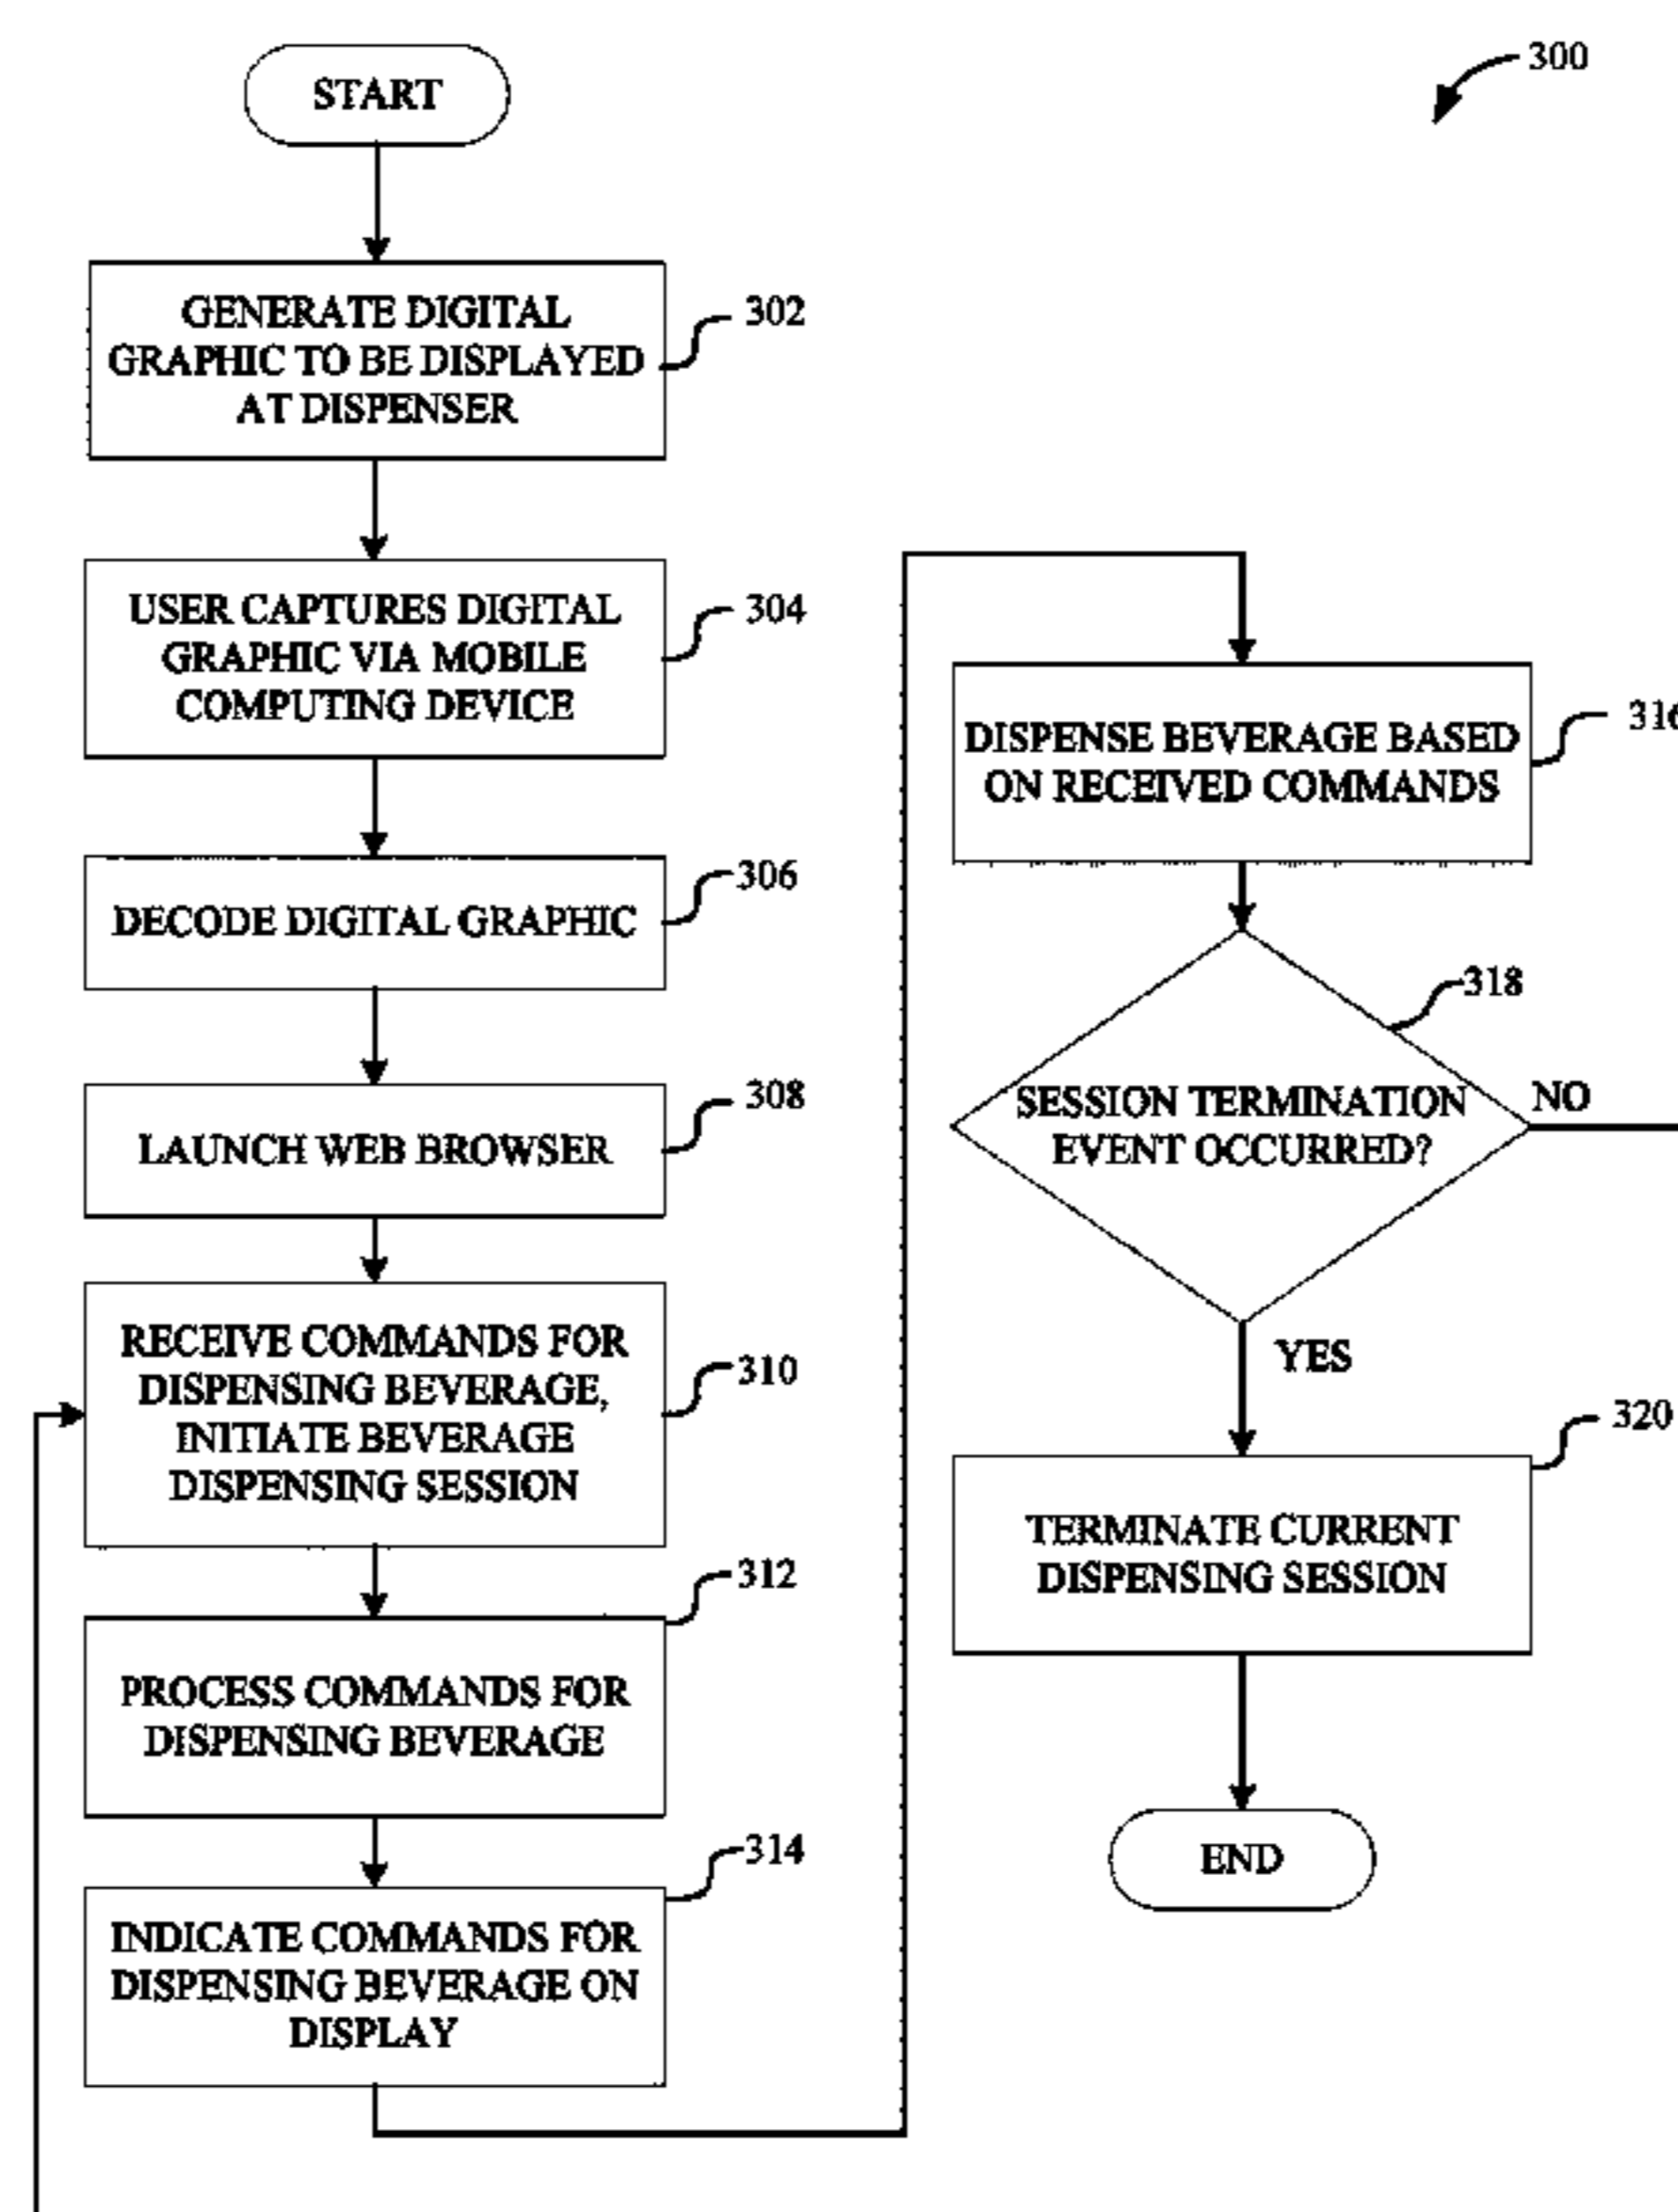 START
300
GENERATE DIGITAL
GRAPHIC TO BE DISPLAYED
AT DISPENSER
302
USER CAPTURES DIGITAL
GRAPHIC VIA MOBILE
COMPUTING DEVICE
304
DECODE DIGITAL GRAPHIC
306
LAUNCH WEB BROWSER
308
RECEIVE COMMANDS FOR
DISPENSING BEVERAGE,
INITIATE BEVERAGE
DISPENSING SESSION
310
PROCESS COMMANDS FOR
DISPENSING BEVERAGE
312
INDICATE COMMANDS FOR
DISPENSING BEVERAGE ON
DISPLAY
314
DISPENSE BEVERAGE BASED
ON RECEIVED COMMANDS
316
SESSION TERMINATION
EVENT OCCURRED?
318
NO
YES
TERMINATE CURRENT
DISPENSING SESSION
320
END